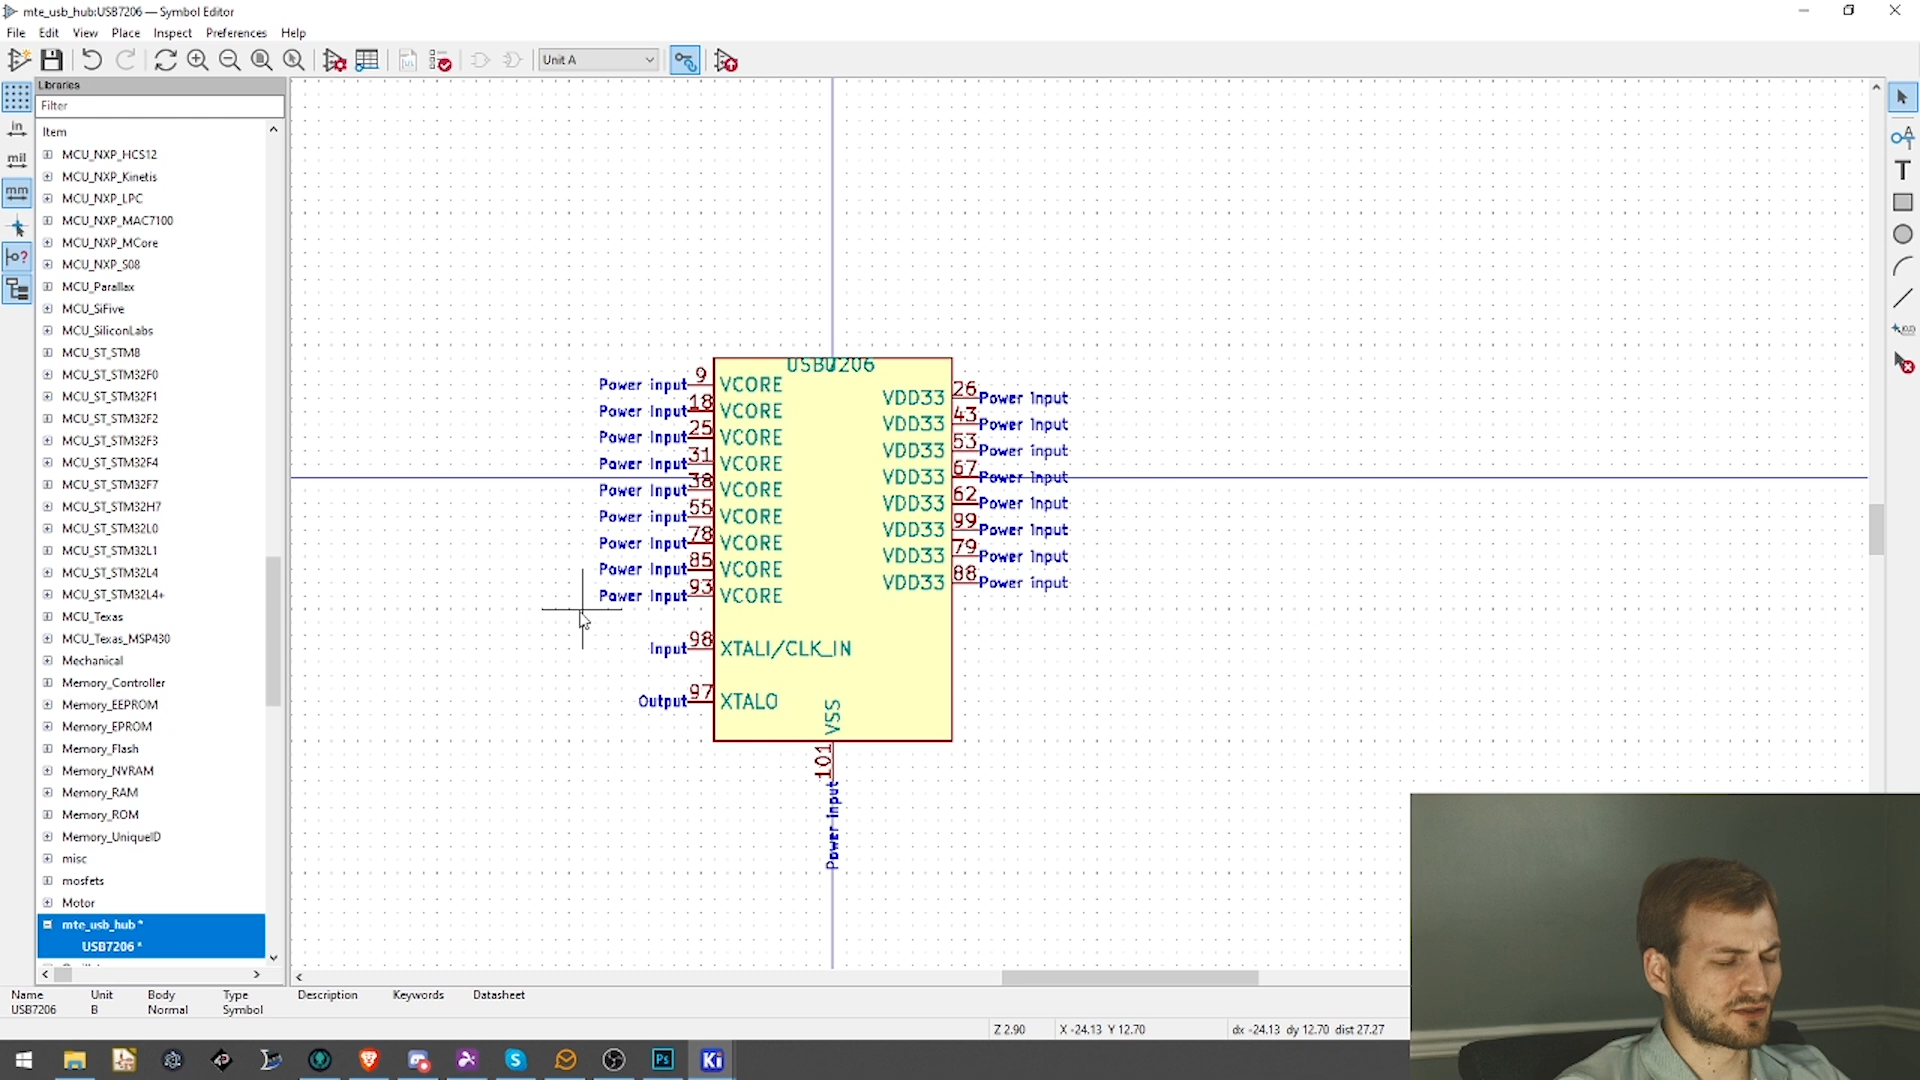 mte_usb_hub:USB7206 — Symbol Editor
File Edit View Place Inspect Preferences Help
Unit A
Libraries
Filter
in
mil
mm
Item
MCU_NXP_HCS12
MCU_NXP_Kinetis
MCU_NXP_LPC
MCU_NXP_MAC7100
MCU_NXP_MCore
MCU_NXP_S08
MCU_Parallax
MCU_SiFive
MCU_SiliconLabs
MCU_ST_STM8
MCU_ST_STM32F0
MCU_ST_STM32F1
MCU_ST_STM32F2
MCU_ST_STM32F3
MCU_ST_STM32F4
MCU_ST_STM32F7
MCU_ST_STM32H7
MCU_ST_STM32L0
MCU_ST_STM32L1
MCU_ST_STM32L4
MCU_ST_STM32L4+
MCU_Texas
MCU_Texas_MSP430
Mechanical
Memory_Controller
Memory_EEPROM
Memory_EPROM
Memory_Flash
Memory_NVRAM
Memory_RAM
Memory_ROM
Memory_UniqueID
misc
mosfets
Motor
mte_usb_hub *
USB7206 *
USB7206
Power Input 9 VCORE
Power Input 18 VCORE
Power Input 25 VCORE
Power Input 31 VCORE
Power Input 38 VCORE
Power Input 55 VCORE
Power Input 78 VCORE
Power Input 85 VCORE
Power Input 93 VCORE
Input 98 XTALI/CLK_IN
Output 97 XTALO
VDD33 26 Power Input
VDD33 43 Power Input
VDD33 53 Power Input
VDD33 67 Power Input
VDD33 62 Power Input
VDD33 99 Power Input
VDD33 79 Power Input
VDD33 88 Power Input
VSS
101
Power Input
A
T
Name Unit Body Type Description Keywords Datasheet
USB7206 B Normal Symbol
Z 2.90 X -24.13 Y 12.70 dx -24.13 dy 12.70 dist 27.27
S
Ps
Ki